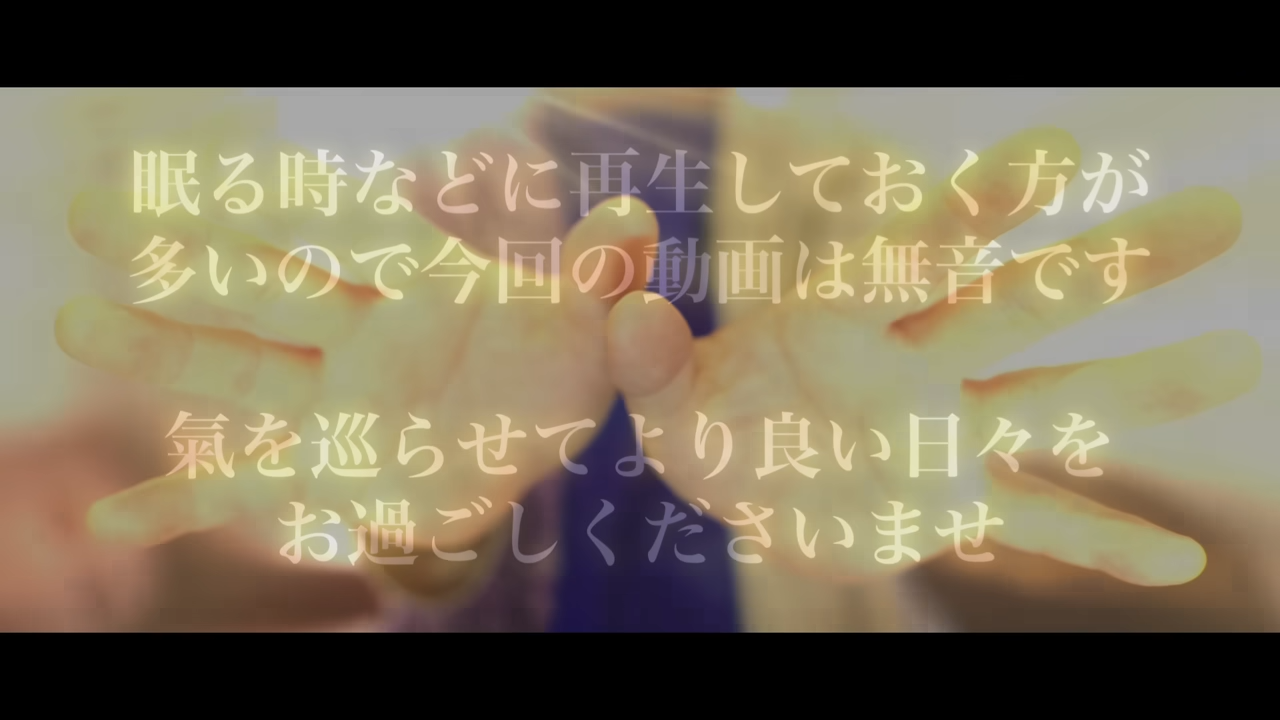 眠る時などに再生しておく方が
多いので今回の動画は無音です
氣を巡らせてより良い日々を
お過ごしくださいませ